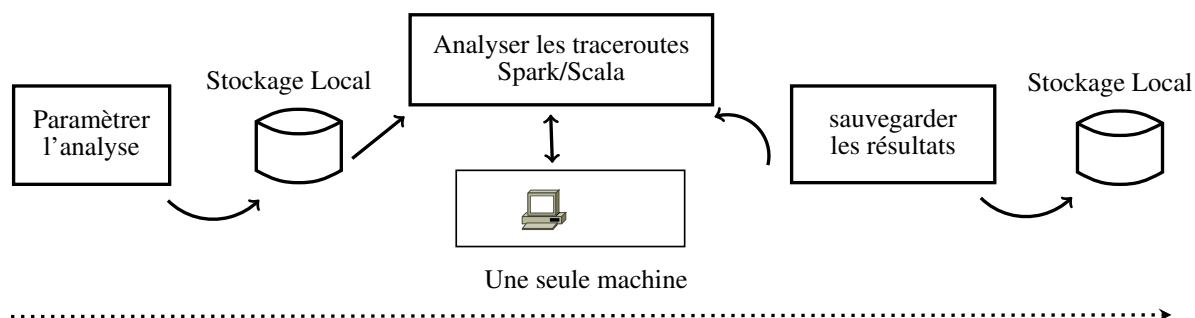 Paramètrer
l'analyse
Stockage Local
Analyser les traceroutes
Spark/Scala
Une seule machine
sauvegarder
les résultats
Stockage Local